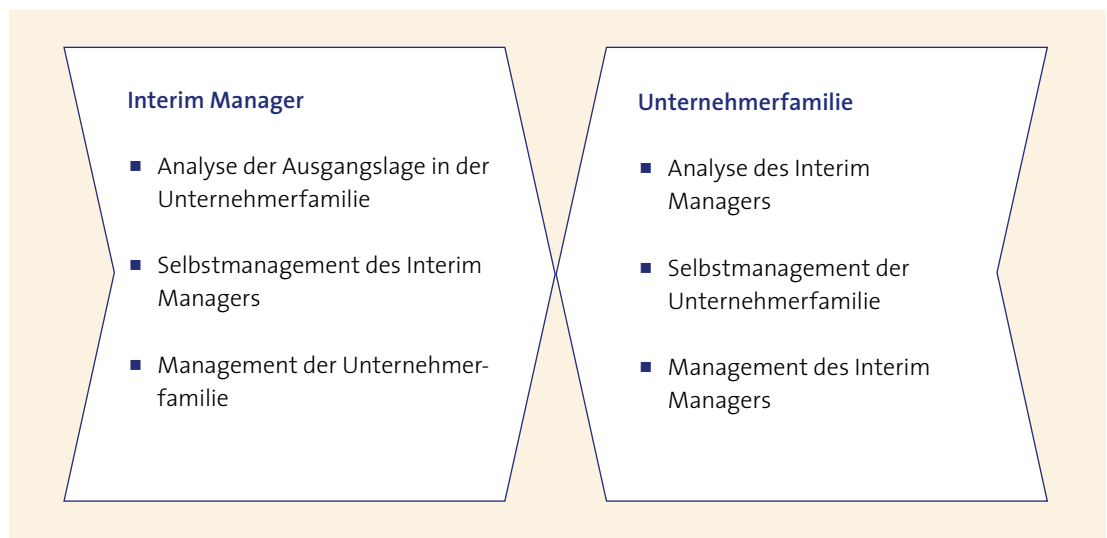 Interim Manager
■ Analyse der Ausgangslage in der
Unternehmerfamilie
■ Selbstmanagement des Interim
Managers
■ Management der Unternehmer-
familie
Unternehmerfamilie
■ Analyse des Interim
Managers
■ Selbstmanagement der
Unternehmerfamilie
■ Management des Interim
Managers